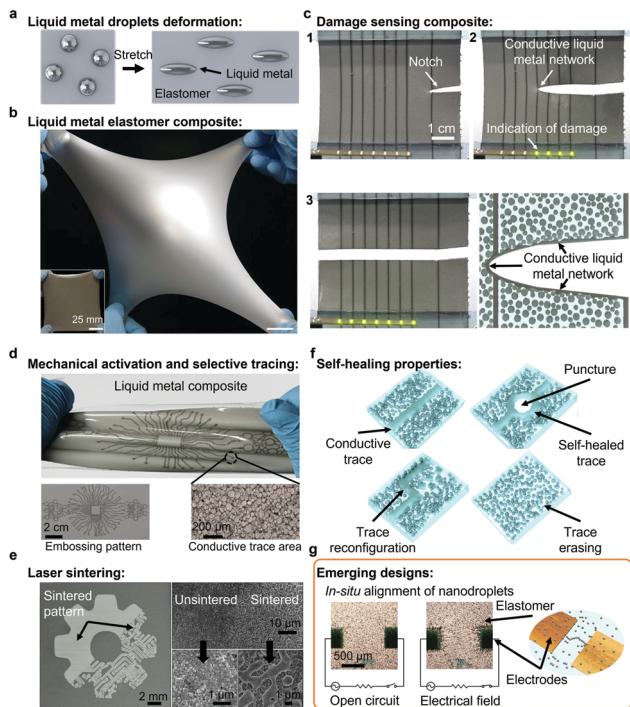 a Liquid metal droplets deformation:
Stretch
Liquid metal
Elastomer
b Liquid metal elastomer composite:
25 mm
c Damage sensing composite:
1
Notch
1 cm
2
Conductive liquid
metal network
Indication of damage
3
Conductive liquid
metal network
d Mechanical activation and selective tracing:
Liquid metal composite
2 cm
Embossing pattern
200 µm
Conductive trace area
e Laser sintering:
Sintered
pattern
2 mm
Unsintered
Sintered
10 µm
1 µm
1 µm
f Self-healing properties:
Puncture
Conductive
trace
Self-healed
trace
Trace
reconfiguration
Trace
erasing
g Emerging designs:
In-situ alignment of nanodroplets
Elastomer
500 µm
Electrodes
Open circuit
Electrical field